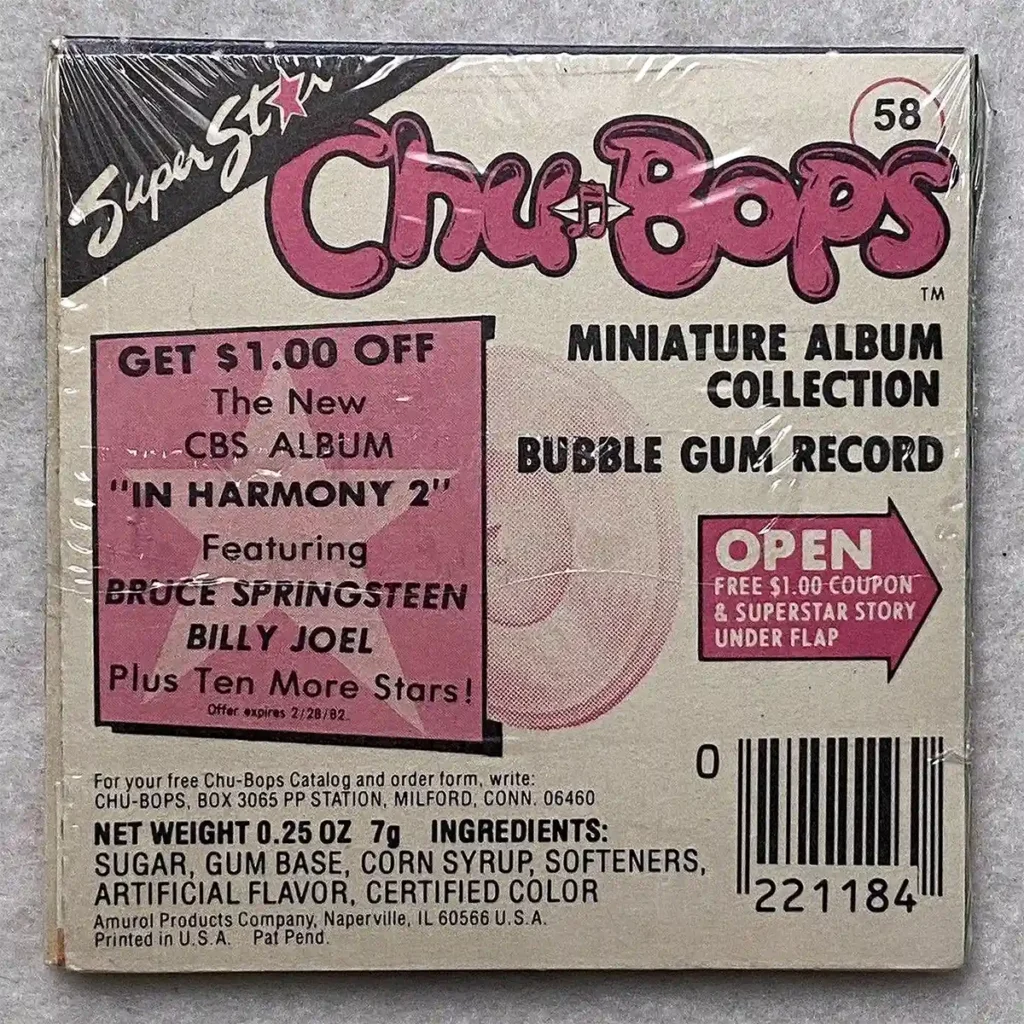 Super Star
Chu-Bops
TM
58
MINIATURE ALBUM
COLLECTION
BUBBLE GUM RECORD
GET $1.00 OFF
The New
CBS ALBUM
"IN HARMONY 2"
Featuring
BRUCE SPRINGSTEEN
BILLY JOEL
Plus Ten More Stars!
Offer expires 2/28/82.
OPEN
FREE $1.00 COUPON
& SUPERSTAR STORY
UNDER FLAP
For your free Chu-Bops Catalog and order form, write:
CHU-BOPS, BOX 3065 PP STATION, MILFORD, CONN. 06460
NET WEIGHT 0.25 OZ 7g INGREDIENTS:
SUGAR, GUM BASE, CORN SYRUP, SOFTENERS,
ARTIFICIAL FLAVOR, CERTIFIED COLOR
Amurol Products Company, Naperville, IL 60566 U.S.A.
Printed in U.S.A. Pat Pend.
0
221184